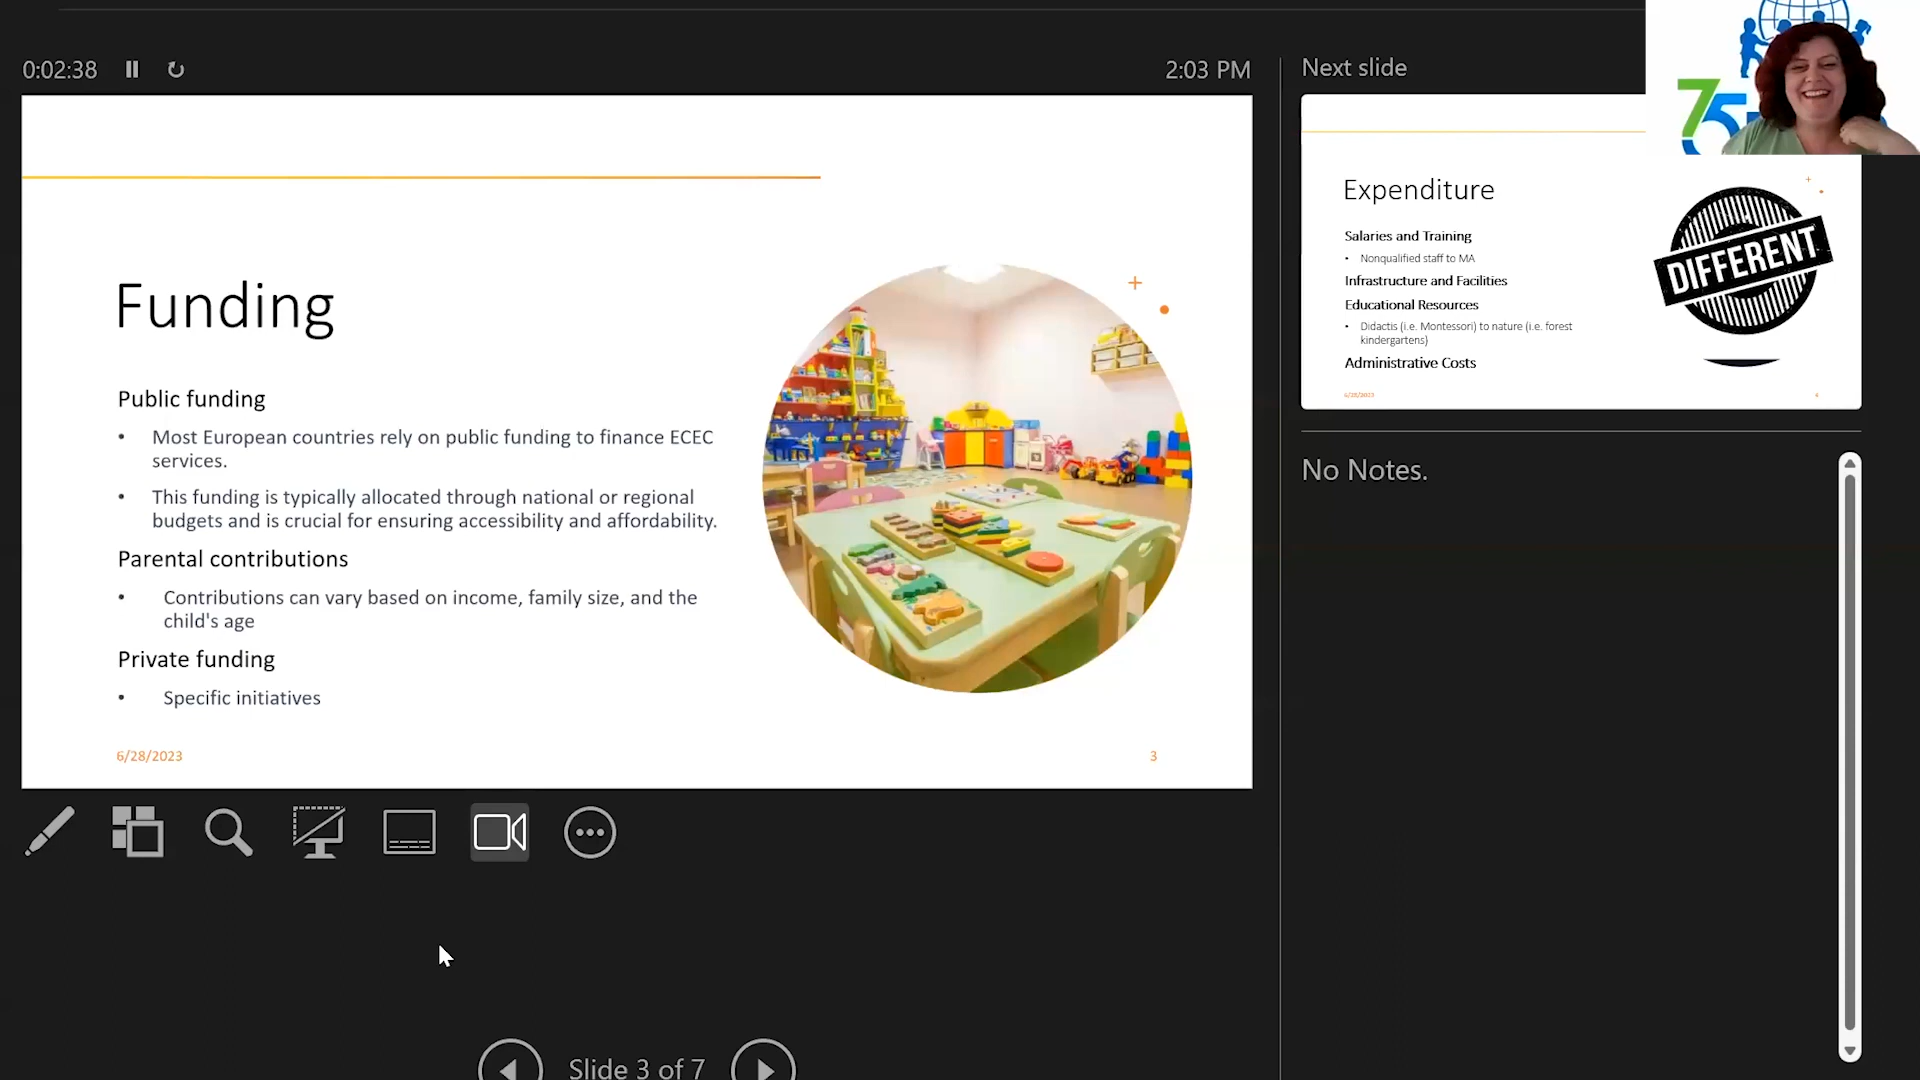 0:02:38
2:03 PM
Next slide
75
Funding
Public funding
• Most European countries rely on public funding to finance ECEC
services.
• This funding is typically allocated through national or regional
budgets and is crucial for ensuring accessibility and affordability.
Parental contributions
• Contributions can vary based on income, family size, and the
child's age
Private funding
• Specific initiatives
6/28/2023
3
Expenditure
Salaries and Training
• Nonqualified staff to MA
Infrastructure and Facilities
Educational Resources
• Didactis (i.e. Montessori) to nature (i.e. forest
kindergartens)
Administrative Costs
DIFFERENT
6/28/2023
No Notes.
Slide 3 of 7